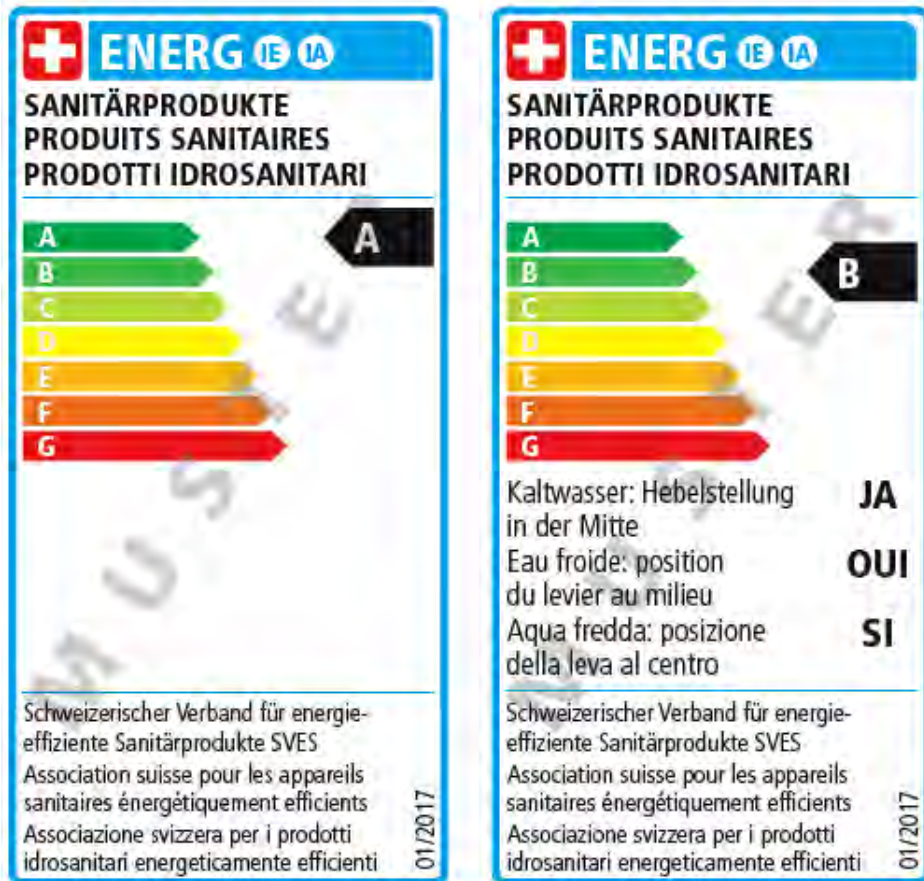 ENERG IE IA
SANITÄRPRODUKTE
PRODUITS SANITAIRES
PRODOTTI IDROSANITARI
A
A
B
C
D
E
F
G
MUSTER
Schweizerischer Verband für energie-
effiziente Sanitärprodukte SVES
Association suisse pour les appareils
sanitaires énergétiquement efficients
Associazione svizzera per i prodotti
idrosanitari energeticamente efficienti
01/2017
ENERG IE IA
SANITÄRPRODUKTE
PRODUITS SANITAIRES
PRODOTTI IDROSANITARI
A
B
B
C
D
E
F
G
MUSTER
Kaltwasser: Hebelstellung JA
in der Mitte
Eau froide: position OUI
du levier au milieu
Aqua fredda: posizione SI
della leva al centro
Schweizerischer Verband für energie-
effiziente Sanitärprodukte SVES
Association suisse pour les appareils
sanitaires énergétiquement efficients
Associazione svizzera per i prodotti
idrosanitari energeticamente efficienti
01/2017